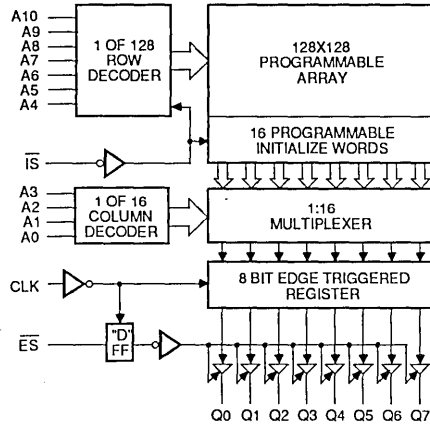 A10
A9
A8
A7
A6
A5
A4
1 OF 128
ROW
DECODER
128X128
PROGRAMMABLE
ARRAY
16 PROGRAMMABLE
INITIALIZE WORDS
IS
A3
A2
A1
A0
1 OF 16
COLUMN
DECODER
1:16
MULTIPLEXER
CLK
8 BIT EDGE TRIGGERED
REGISTER
ES
"D"
FF
Q0 Q1 Q2 Q3 Q4 Q5 Q6 Q7